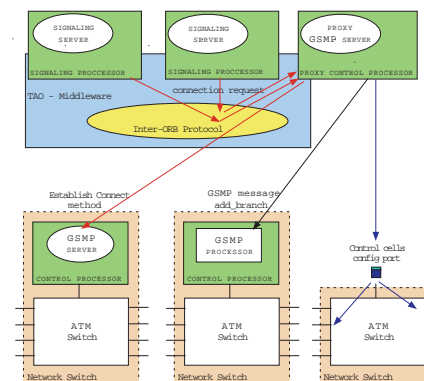 SIGNALING
SERVER
SIGNALING PROCCESSOR
SIGNALING
SERVER
SIGNALING PROCCESSOR
PROXY
GSMP SERVER
PROXY CONTROL PROCESSOR
TAO - Middleware
connection request
Inter-ORB Protocol
Establish Connect
method
GSMP
SERVER
CONTROL PROCESSOR
ATM
Switch
Network Switch
GSMP message
add_branch
GSMP
PROCESSOR
CONTROL PROCESSOR
ATM
Switch
Network Switch
Control cells
config port
ATM
Switch
Network Switch